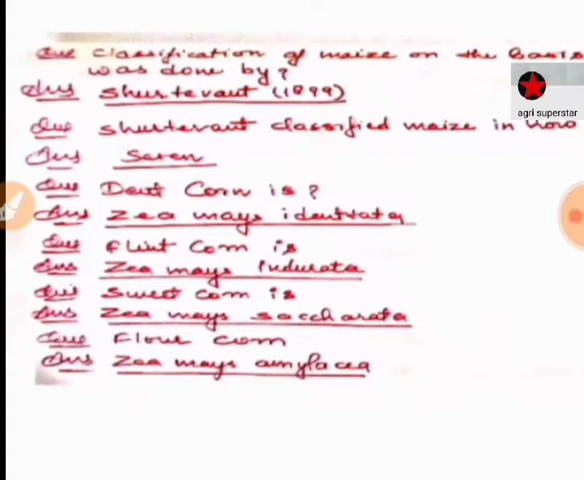 Que Classification of maize on the Basis
was done by?
Ans Shurtevant (1899)
Que Shurtevant classified maize in how
Ans Seven
Que Dent Corn is?
Ans Zea mays identata
Que Flint Corn is
Ans Zea mays Indurata
Que Sweet Corn is
Ans Zea mays saccharata
Que Flour Corn
Ans Zea mays amylacea
agri superstar